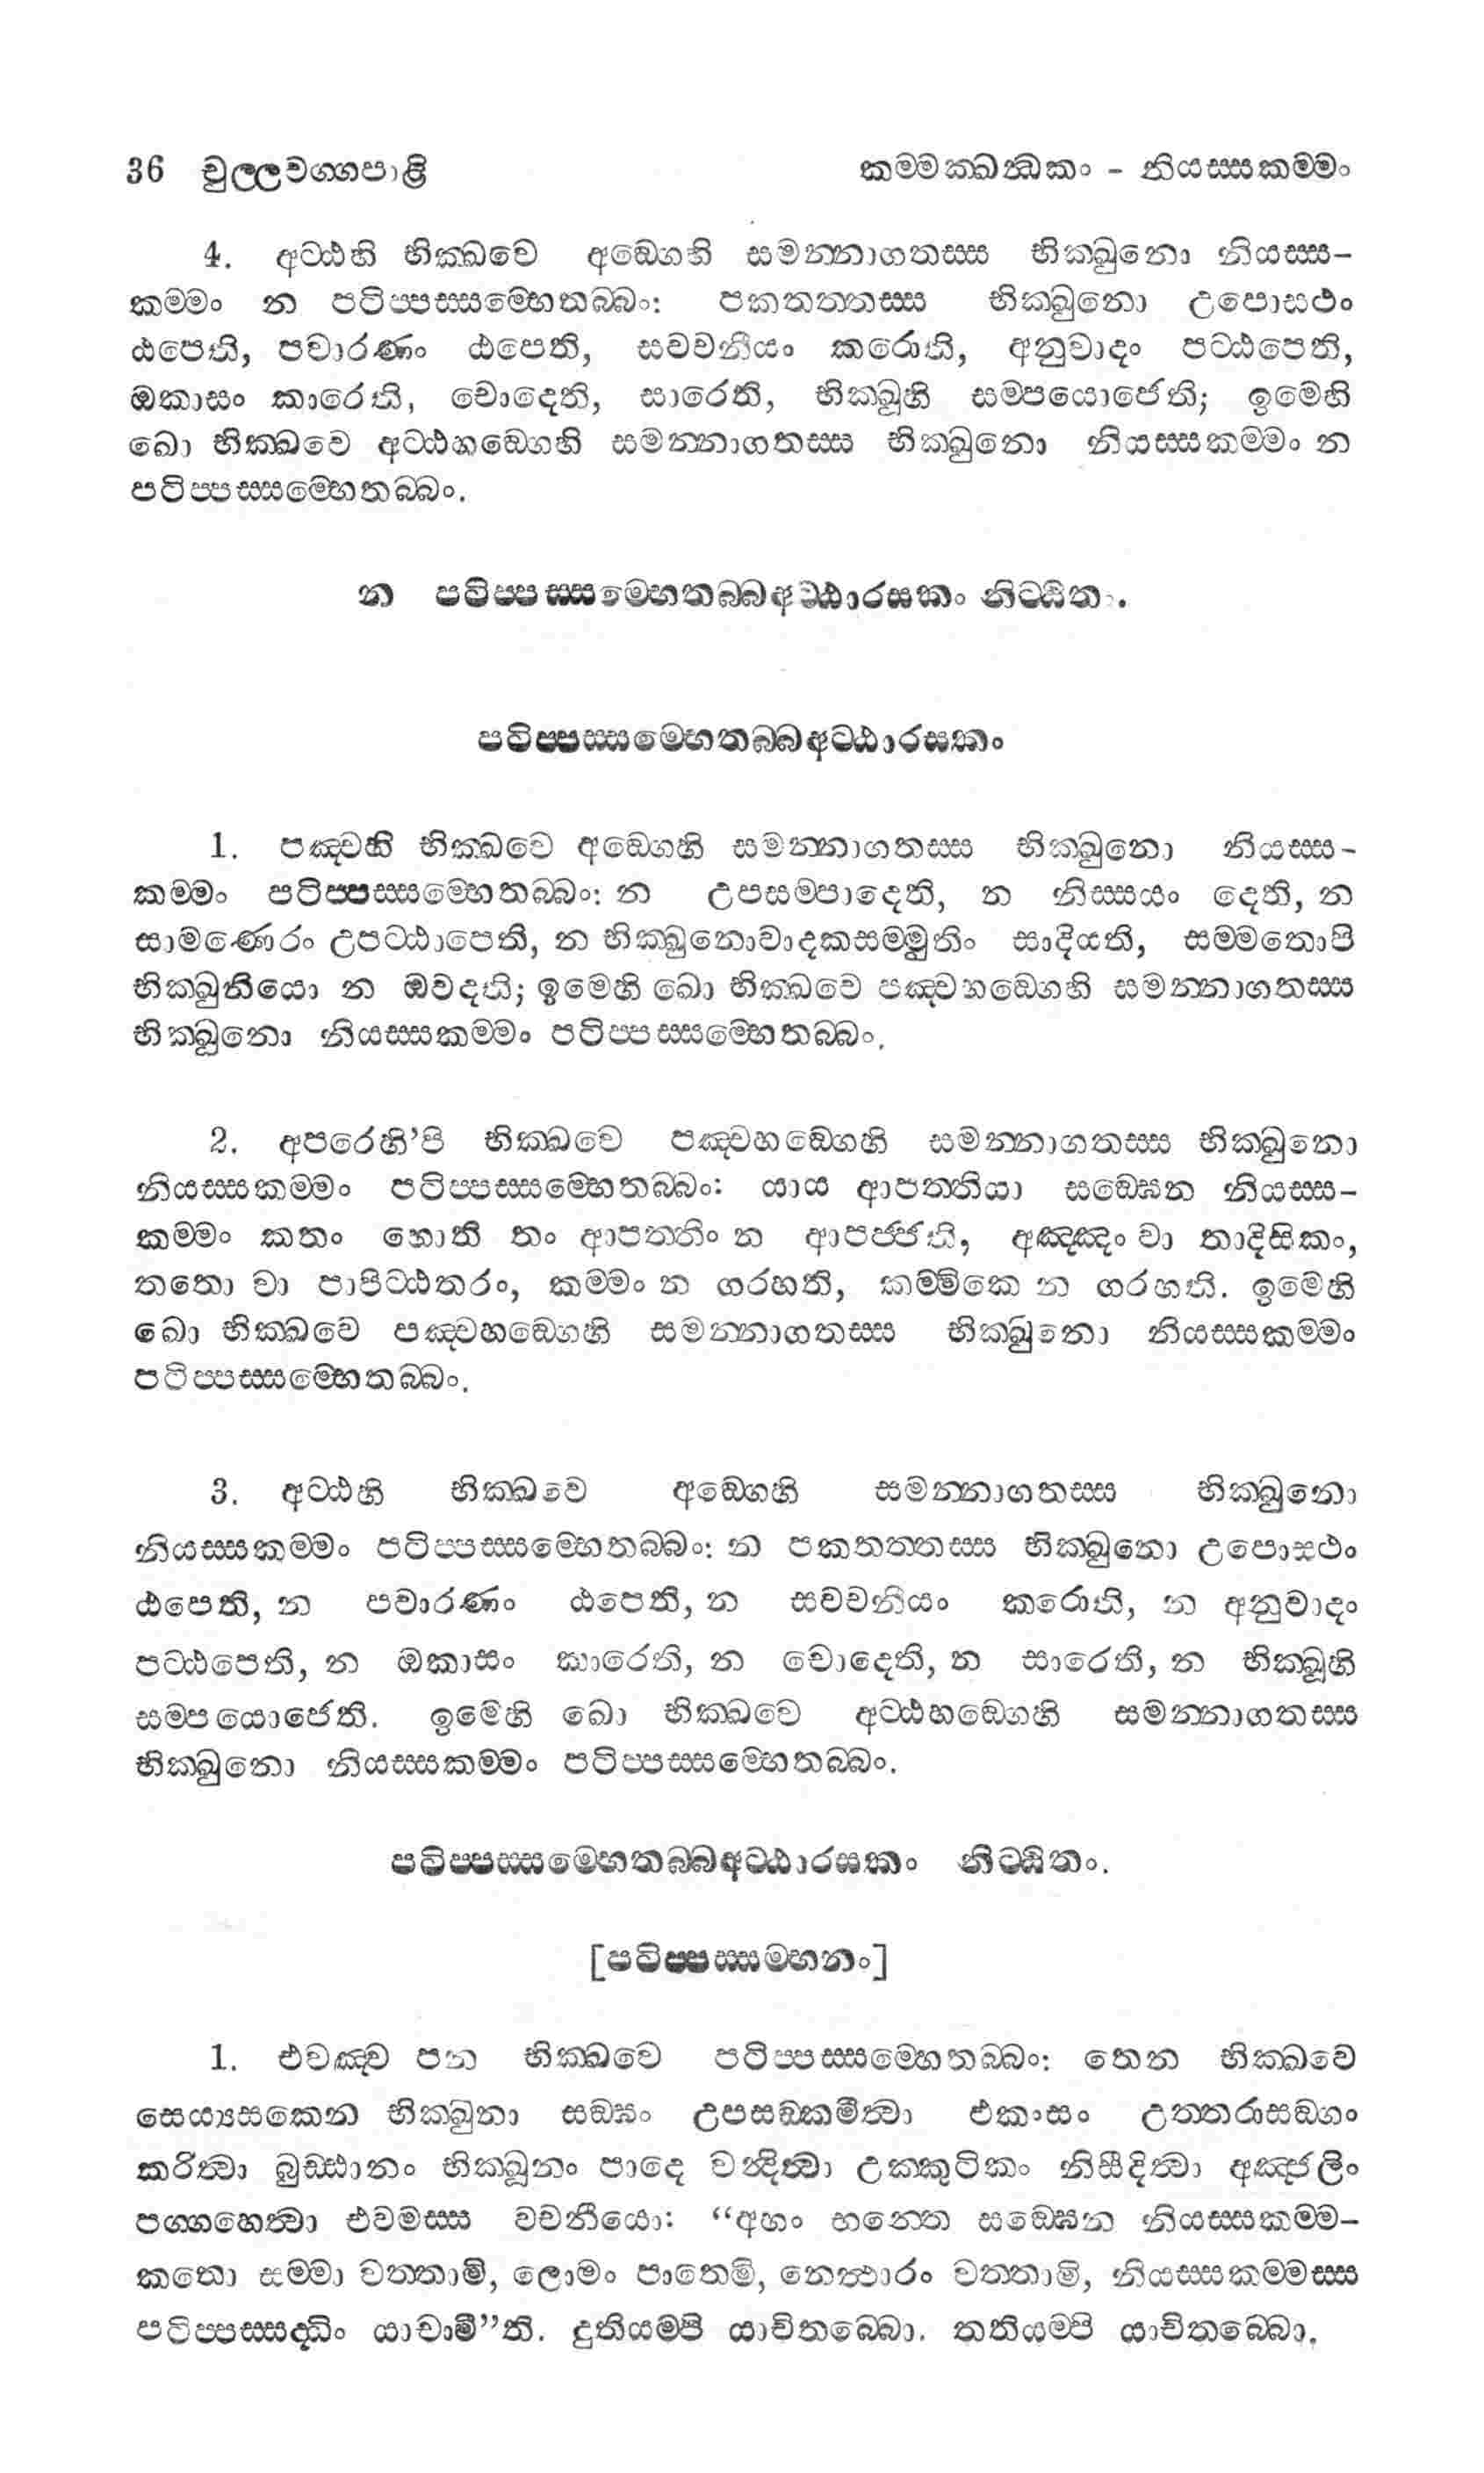 36 චුල්ලවග්ගපාළි කම්මක්ඛන්ධකං – නියස්සකම්මං
4. අට්ඨහි භික්ඛවෙ අඞ්ගෙහි සමන්නාගතස්ස භික්ඛුනො නියස්ස–
කම්මං න පටිප්පස්සම්භෙතබ්බං: පකතත්තස්ස භික්ඛුනො උපොසථං
ඨපෙති, පවාරණං ඨපෙති, සවචනීයං කරොති, අනුවාදං පට්ඨපෙති,
ඔකාසං කාරෙති, චොදෙති, සාරෙති, භික්ඛූහි සම්පයොජෙති; ඉමෙහි
ඛො භික්ඛවෙ අට්ඨහඞ්ගෙහි සමන්නාගතස්ස භික්ඛුනො නියස්සකම්මං න
පටිප්පස්සම්භෙතබ්බං.
න පටිප්පස්සම්භෙතබ්බඅට්ඨාරසකං නිට්ඨිතං.
පටිප්පස්සම්භෙතබ්බඅට්ඨාරසකං
1. පඤ්චහි භික්ඛවෙ අඞ්ගෙහි සමන්නාගතස්ස භික්ඛුනො නියස්ස–
කම්මං පටිප්පස්සම්භෙතබ්බං: න උපසම්පාදෙති, න නිස්සයං දෙති, න
සාමණෙරං උපට්ඨාපෙති, න භික්ඛුනොවාදකසම්මුතිං සාදියති, සම්මතොපි
භික්ඛුනියො න ඔවදති; ඉමෙහි ඛො භික්ඛවෙ පඤ්චහඞ්ගෙහි සමන්නාගතස්ස
භික්ඛුනො නියස්සකම්මං පටිප්පස්සම්භෙතබ්බං.
2. අපරෙහි’පි භික්ඛවෙ පඤ්චහඞ්ගෙහි සමන්නාගතස්ස භික්ඛුනො
නියස්සකම්මං පටිප්පස්සම්භෙතබ්බං: යාය ආපත්තියා සඞ්ඝෙන නියස්ස–
කම්මං කතං හොති තං ආපත්තිං න ආපජ්ජති, අඤ්ඤං වා තාදිසිකං,
තතො වා පාපිට්ඨතරං, කම්මං න ගරහති, කම්මිකෙ න ගරහති. ඉමෙහි
ඛො භික්ඛවෙ පඤ්චහඞ්ගෙහි සමන්නාගතස්ස භික්ඛුනො නියස්සකම්මං
පටිප්පස්සම්භෙතබ්බං.
3. අට්ඨහි භික්ඛවෙ අඞ්ගෙහි සමන්නාගතස්ස භික්ඛුනො
නියස්සකම්මං පටිප්පස්සම්භෙතබ්බං: න පකතත්තස්ස භික්ඛුනො උපොසථං
ඨපෙති, න පවාරණං ඨපෙති, න සවචනීයං කරොති, න අනුවාදං
පට්ඨපෙති, න ඔකාසං කාරෙති, න චොදෙති, න සාරෙති, න භික්ඛූහි
සම්පයොජෙති. ඉමෙහි ඛො භික්ඛවෙ අට්ඨහඞ්ගෙහි සමන්නාගතස්ස
භික්ඛුනො නියස්සකම්මං පටිප්පස්සම්භෙතබ්බං.
පටිප්පස්සම්භෙතබ්බඅට්ඨාරසකං නිට්ඨිතං.
[පටිප්පස්සම්භනං]
1. එවඤ්ච පන භික්ඛවෙ පටිප්පස්සම්භෙතබ්බං: තෙන භික්ඛවෙ
සෙය්‍යසකෙන භික්ඛුනා සඞ්ඝං උපසඞ්කමිත්‍වා එකංසං උත්තරාසඞ්ගං
කරිත්‍වා බුඩ්ඪානං භික්ඛූනං පාදෙ වන්‍දිත්‍වා උක්කුටිකං නිසීදිත්‍වා අඤ්ජලිං
පග්ගහෙත්‍වා එවමස්ස වචනීයො: “අහං භන්තෙ සඞ්ඝෙන නියස්සකම්ම–
කතො සම්මා වත්තාමි, ලොමං පාතෙමි, නෙත්‍ථාරං වත්තාමි, නියස්සකම්මස්ස
පටිප්පස්සද්ධිං යාචාමී”ති. දුතියම්පි යාචිතබ්බො. තතියම්පි යාචිතබ්බො.